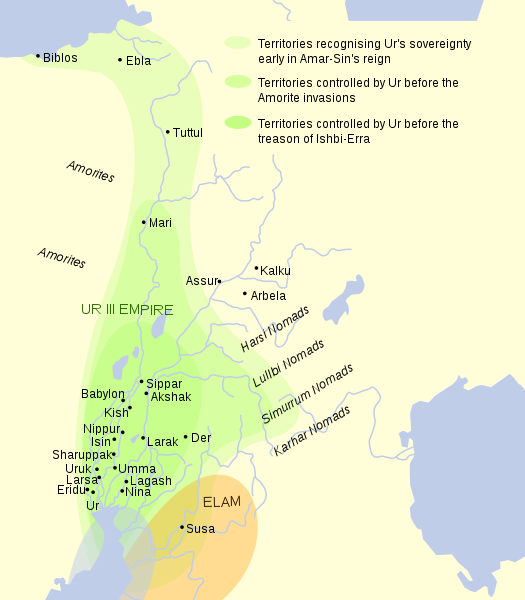 Territories recognising Ur's sovereignty
early in Amar-Sin's reign
Territories controlled by Ur before the
Amorite invasions
Territories controlled by Ur before the
treason of Ishbi-Erra
Biblos
Ebla
Tuttul
Amorites
Mari
Amorites
Kalku
Assur
Arbela
UR III EMPIRE
Harsi Nomads
Lullbi Nomads
Simurrum Nomads
Karhar Nomads
Sippar
Babylon
Akshak
Kish
Nippur
Isin
Larak
Der
Sharuppak
Uruk
Umma
Larsa
Lagash
Eridu
Nina
Ur
ELAM
Susa